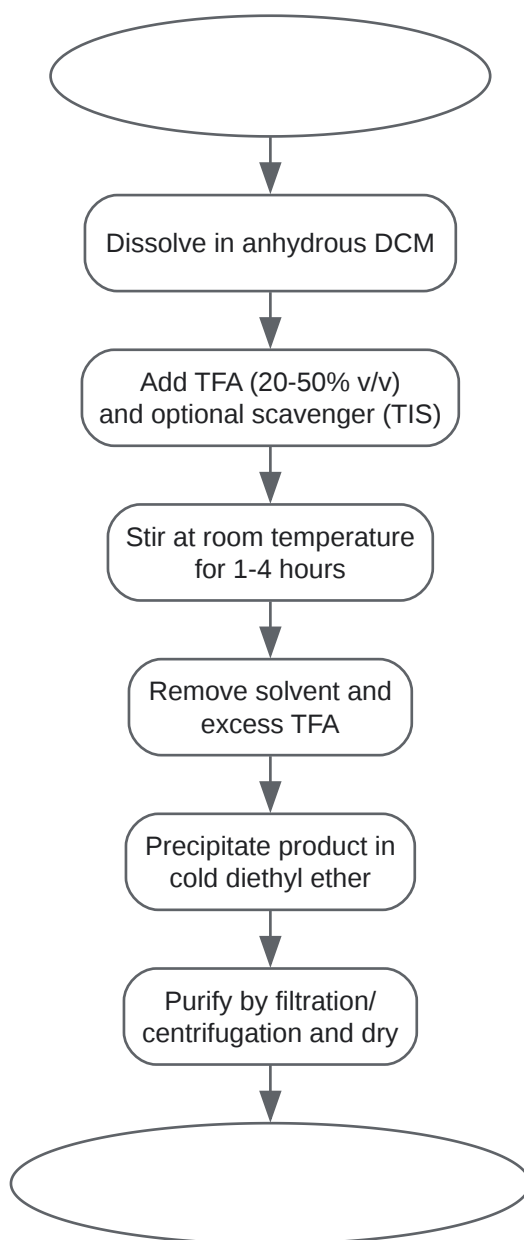 Dissolve in anhydrous DCM
Add TFA (20-50% v/v)
and optional scavenger (TIS)
Stir at room temperature
for 1-4 hours
Remove solvent and
excess TFA
Precipitate product in
cold diethyl ether
Purify by filtration/
centrifugation and dry